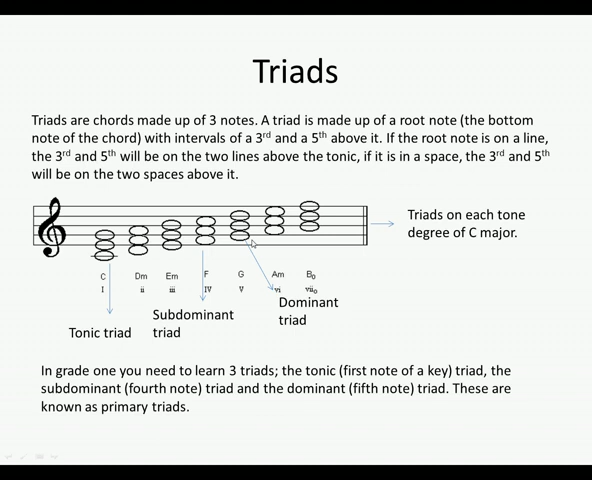 Triads
Triads are chords made up of 3 notes. A triad is made up of a root note (the bottom
note of the chord) with intervals of a 3rd and a 5th above it. If the root note is on a line,
the 3rd and 5th will be on the two lines above the tonic, if it is in a space, the 3rd and 5th
will be on the two spaces above it.
Triads on each tone
degree of C major.
C Dm Em F G Am Bo
I ii iii IV V vi viio
Tonic triad
Subdominant
triad
Dominant
triad
In grade one you need to learn 3 triads; the tonic (first note of a key) triad, the
subdominant (fourth note) triad and the dominant (fifth note) triad. These are
known as primary triads.